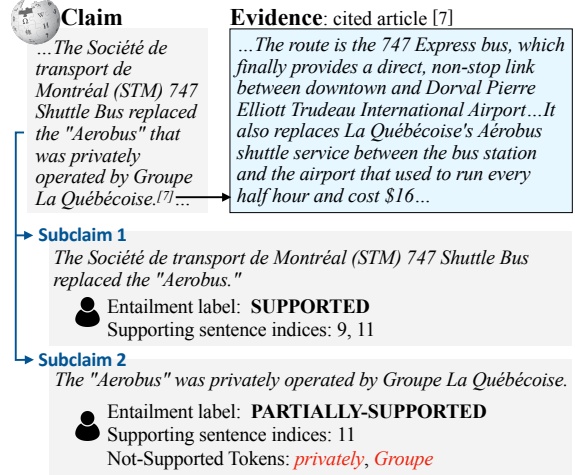 Claim
Evidence: cited article [7]
…The Société de
transport de
Montréal (STM) 747
Shuttle Bus replaced
the "Aerobus" that
was privately
operated by Groupe
La Québécoise.[7]…
…The route is the 747 Express bus, which
finally provides a direct, non-stop link
between downtown and Dorval Pierre
Elliott Trudeau International Airport…It
also replaces La Québécoise's Aérobus
shuttle service between the bus station
and the airport that used to run every
half hour and cost $16…
Subclaim 1
The Société de transport de Montréal (STM) 747 Shuttle Bus
replaced the "Aerobus."
Entailment label: SUPPORTED
Supporting sentence indices: 9, 11
Subclaim 2
The "Aerobus" was privately operated by Groupe La Québécoise.
Entailment label: PARTIALLY-SUPPORTED
Supporting sentence indices: 11
Not-Supported Tokens: privately, Groupe